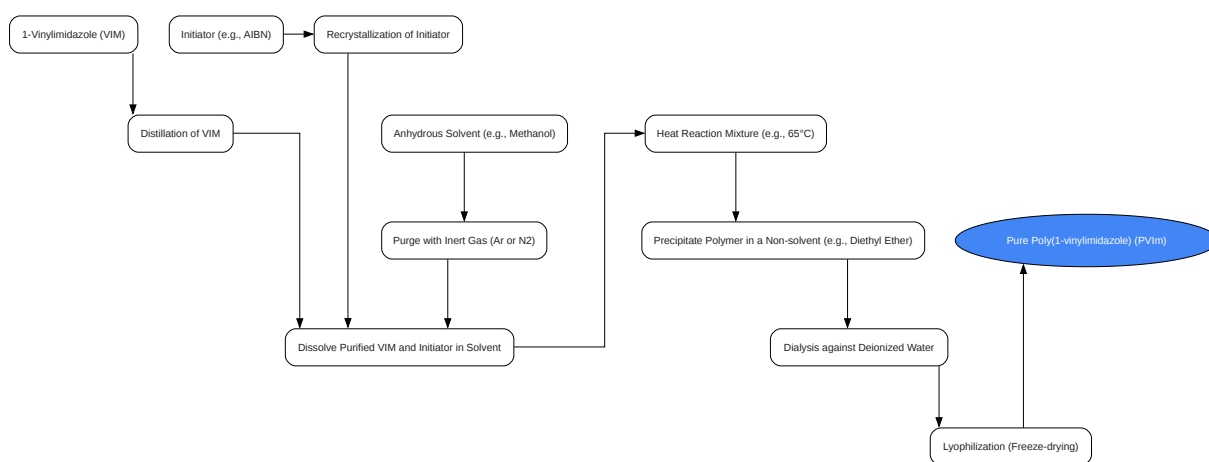 1-Vinylimidazole (VIM)
Initiator (e.g., AIBN)
Recrystallization of Initiator
Distillation of VIM
Anhydrous Solvent (e.g., Methanol)
Heat Reaction Mixture (e.g., 65°C)
Purge with Inert Gas (Ar or N2)
Precipitate Polymer in a Non-solvent (e.g., Diethyl Ether)
Pure Poly(1-vinylimidazole) (PVIm)
Dissolve Purified VIM and Initiator in Solvent
Dialysis against Deionized Water
Lyophilization (Freeze-drying)